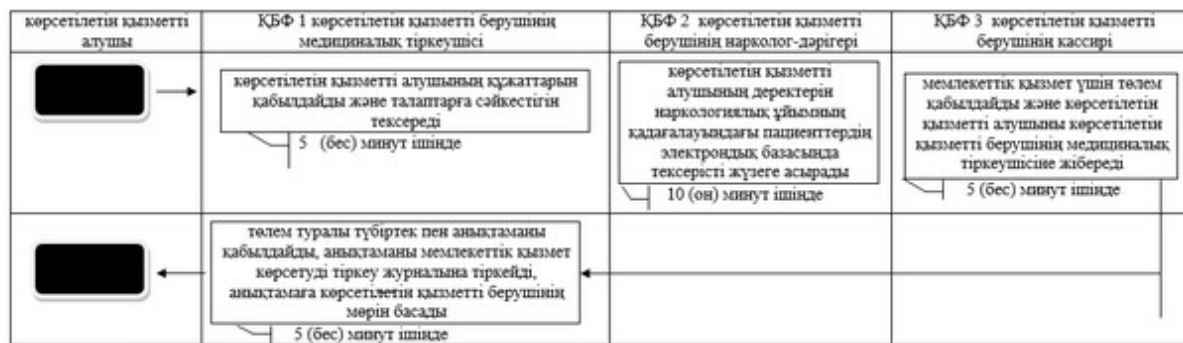 көрсетілетін қызметті
алушы
ҚБФ 1 көрсетілетін қызметті берушінің
медициналық тіркеушісі
ҚБФ 2 көрсетілетін қызметті
берушінің нарколог-дәрігері
ҚБФ 3 көрсетілетін қызметті
берушінің кассирі
көрсетілетін қызметті алушының құжаттарын
қабылдайды және талаптарға сәйкестігін
тексереді
5 (бес) минут ішінде
көрсетілетін қызметті
алушының деректерін
наркологиялық ұйымның
қадағалауындағы пациенттердің
электрондық базасында
тексерісті жүзеге асырады
10 (он) минут ішінде
мемлекеттік қызмет үшін төлем
қабылдайды және көрсетілетін
қызметті алушыны көрсетілетін
қызметті берушінің медициналық
тіркеушісіне жібереді
5 (бес) минут ішінде
төлем туралы түбіртек пен анықтаманы
қабылдайды, анықтаманы мемлекеттік қызмет
көрсетуді тіркеу журналына тіркейді,
анықтамаға көрсетілетін қызметті берушінің
мөрін басады
5 (бес) минут ішінде